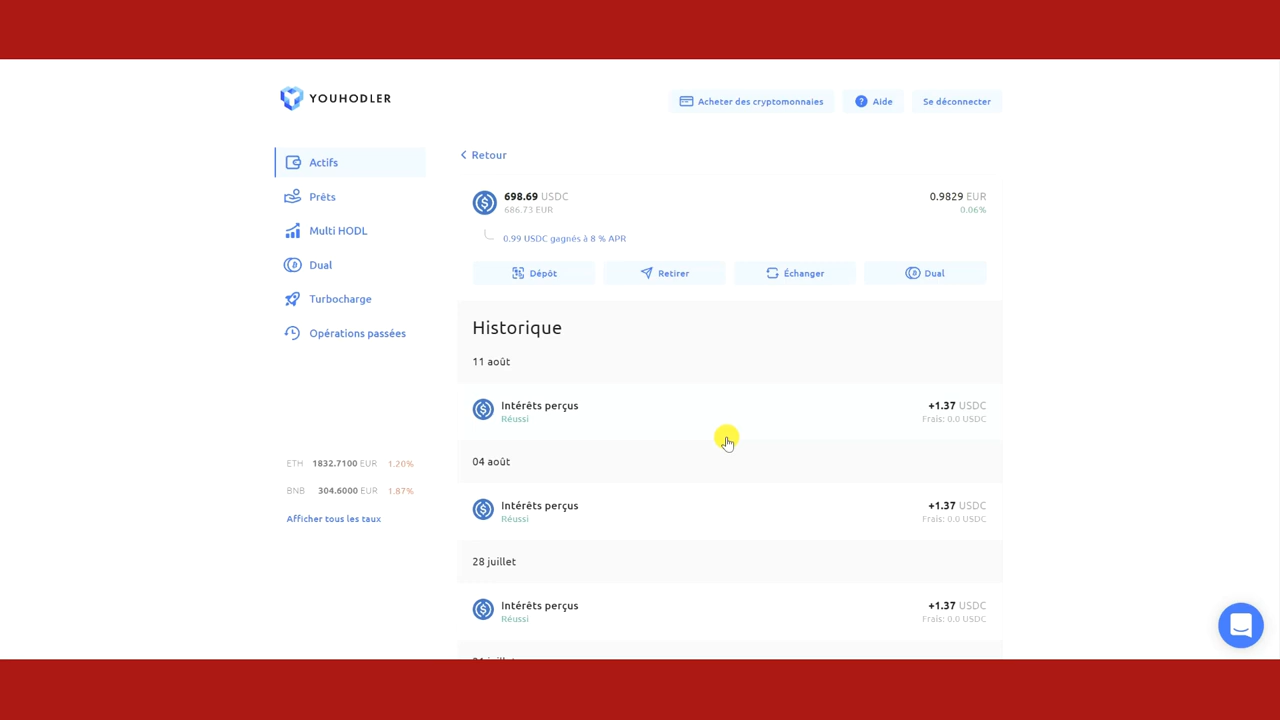 YOUHODLER
Acheter des cryptomonnaies
Aide
Se déconnecter
Actifs
Prêts
Multi HODL
Dual
Turbocharge
Opérations passées
ETH 1832.7100 EUR 1.20%
BNB 304.6000 EUR 1.87%
Afficher tous les taux
Retour
698.69 USDC 0.9829 EUR
686.73 EUR 0.06%
0.99 USDC gagnés à 8 % APR
Dépôt Retirer Échanger Dual
Historique
11 août
Intérêts perçus +1.37 USDC
Réussi Frais: 0.0 USDC
04 août
Intérêts perçus +1.37 USDC
Réussi Frais: 0.0 USDC
28 juillet
Intérêts perçus +1.37 USDC
Réussi Frais: 0.0 USDC